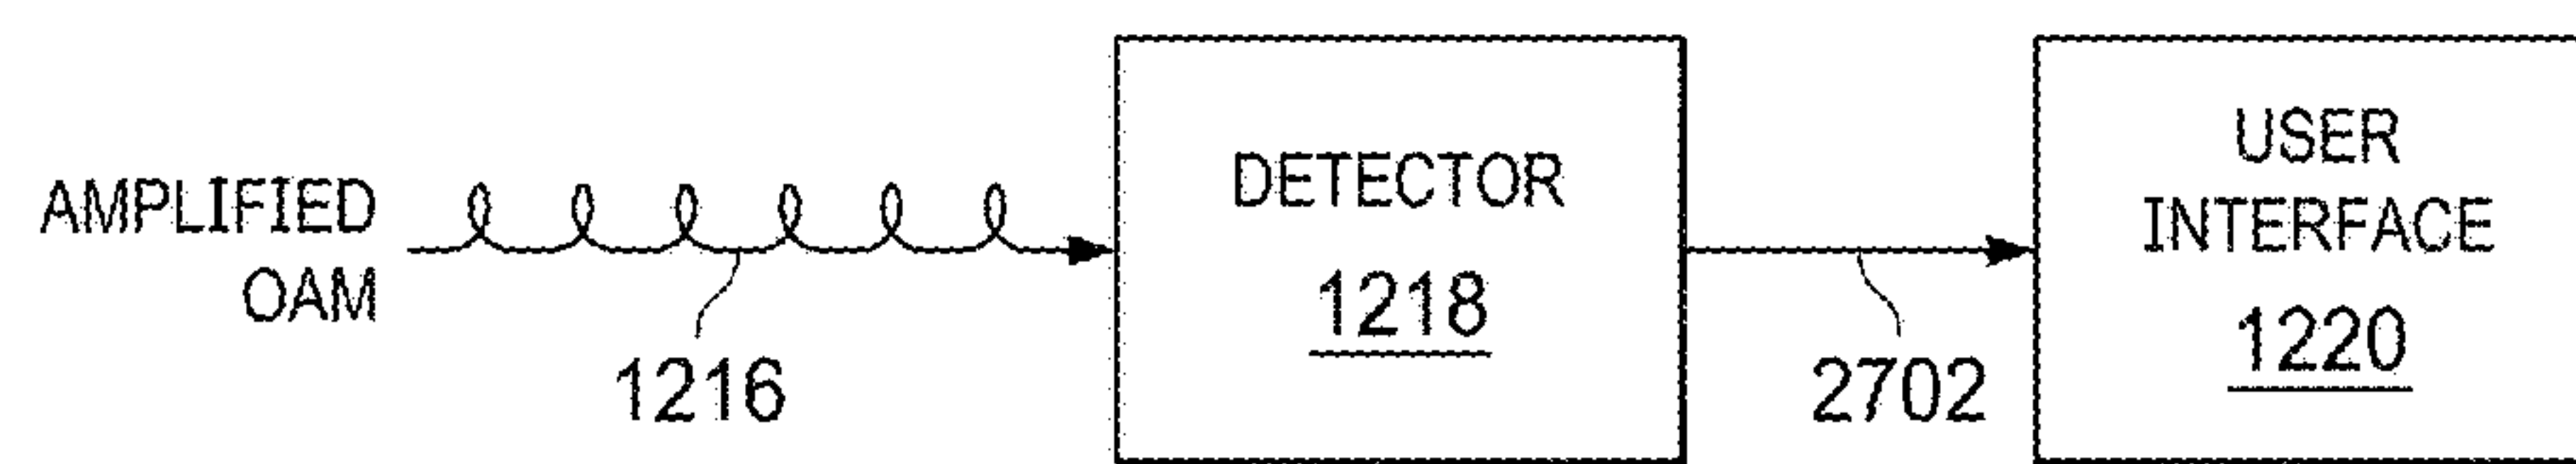 AMPLIFIED
OAM
1216
DETECTOR
1218
2702
USER
INTERFACE
1220